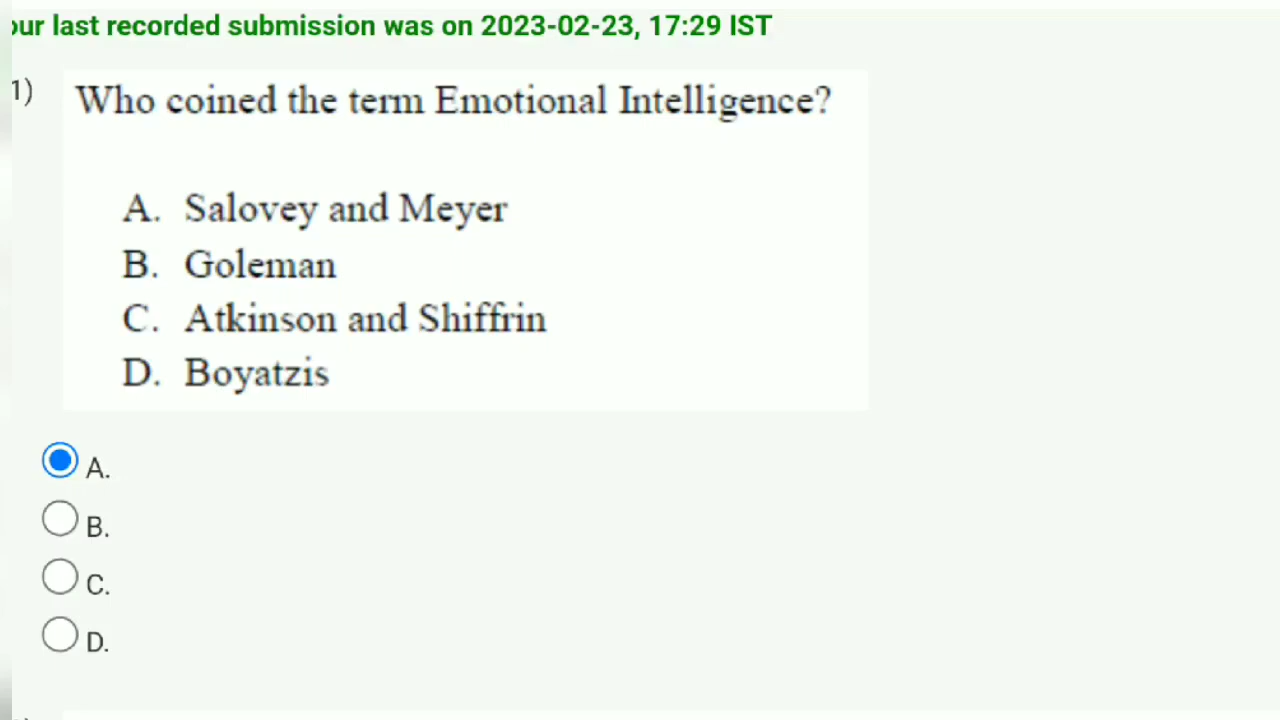 our last recorded submission was on 2023-02-23, 17:29 IST
1) Who coined the term Emotional Intelligence?
A. Salovey and Meyer
B. Goleman
C. Atkinson and Shiffrin
D. Boyatzis
A.
B.
C.
D.